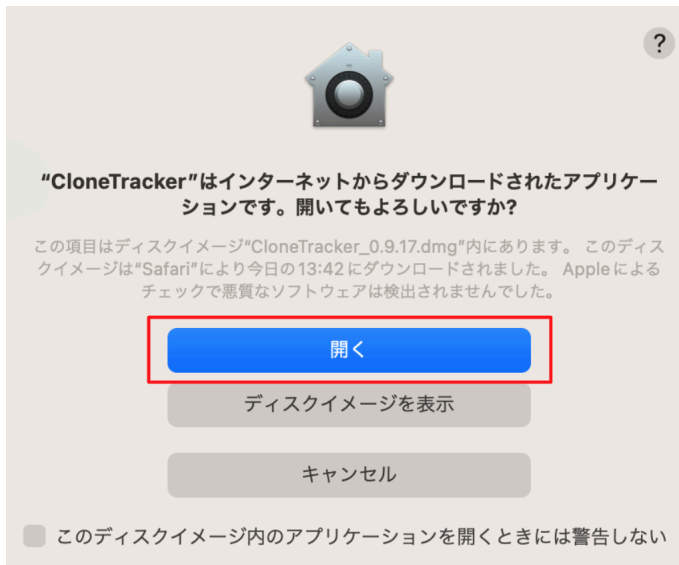 ?
“CloneTracker”はインターネットからダウンロードされたアプリケー
ションです。開いてもよろしいですか?
この項目はディスクイメージ“CloneTracker_0.9.17.dmg”内にあります。 このディス
クイメージは“Safari”により今日の13:42にダウンロードされました。 Appleによる
チェックで悪質なソフトウェアは検出されませんでした。
開く
ディスクイメージを表示
キャンセル
このディスクイメージ内のアプリケーションを開くときには警告しない